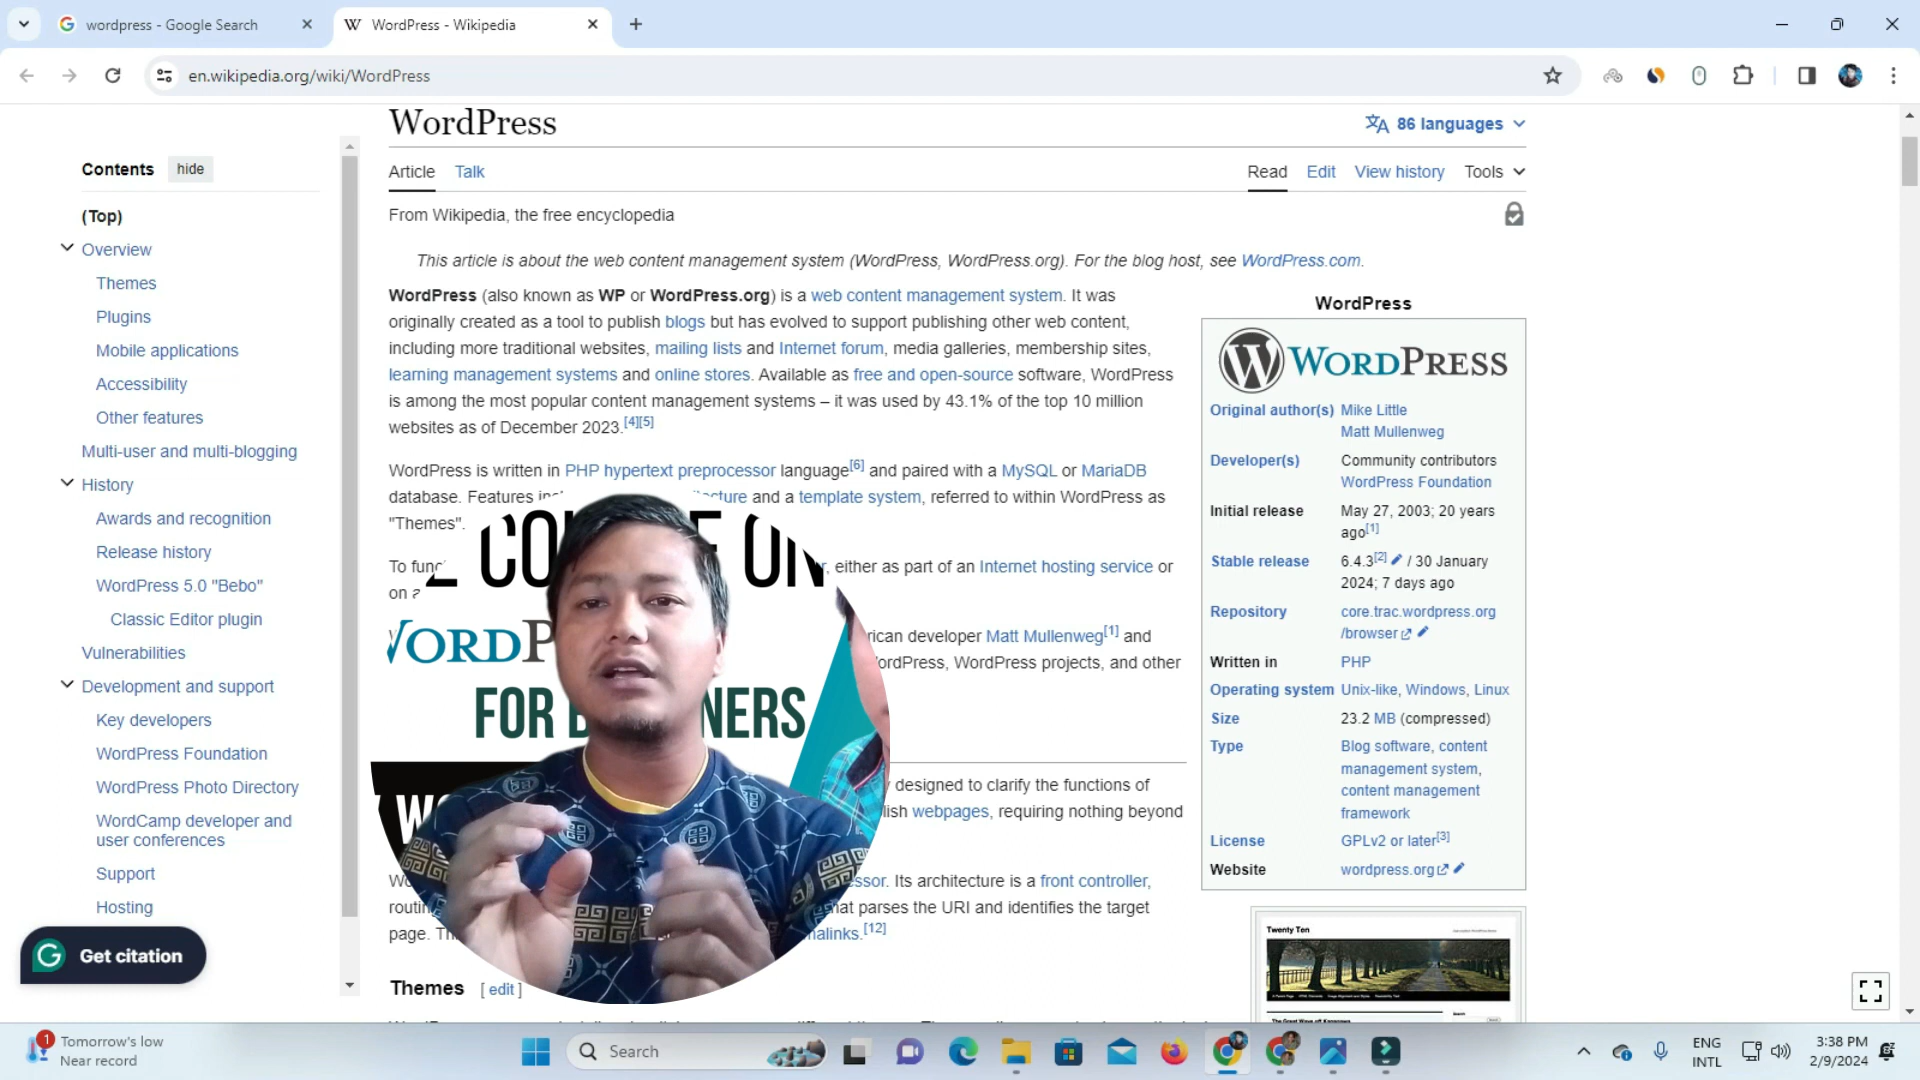 wordpress - Google Search
WordPress - Wikipedia
en.wikipedia.org/wiki/WordPress
WordPress
86 languages
Contents hide
(Top)
Overview
Themes
Plugins
Mobile applications
Accessibility
Other features
Multi-user and multi-blogging
History
Awards and recognition
Release history
WordPress 5.0 "Bebo"
Classic Editor plugin
Vulnerabilities
Development and support
Key developers
WordPress Foundation
WordPress Photo Directory
WordCamp developer and
user conferences
Support
Hosting
Get citation
Article Talk
Read Edit View history Tools
From Wikipedia, the free encyclopedia
This article is about the web content management system (WordPress, WordPress.org). For the blog host, see WordPress.com.
WordPress (also known as WP or WordPress.org) is a web content management system. It was
originally created as a tool to publish blogs but has evolved to support publishing other web content,
including more traditional websites, mailing lists and Internet forum, media galleries, membership sites,
learning management systems and online stores. Available as free and open-source software, WordPress
is among the most popular content management systems – it was used by 43.1% of the top 10 million
websites as of December 2023.[4][5]
WordPress is written in PHP hypertext preprocessor language[6] and paired with a MySQL or MariaDB
database. Features and a template system, referred to within WordPress as
"Themes".
To , either as part of an Internet hosting service or
on
developer Matt Mullenweg[1] and
WordPress, WordPress projects, and other
designed to clarify the functions of
webpages, requiring nothing beyond
. Its architecture is a front controller,
that parses the URI and identifies the target
page. [12]
Themes [ edit ]
WordPress
WORDPRESS
Original author(s) Mike Little
Matt Mullenweg
Developer(s) Community contributors
WordPress Foundation
Initial release May 27, 2003; 20 years
ago[1]
Stable release 6.4.3[2] / 30 January
2024; 7 days ago
Repository core.trac.wordpress.org
/browser
Written in PHP
Operating system Unix-like, Windows, Linux
Size 23.2 MB (compressed)
Type Blog software, content
management system,
content management
framework
License GPLv2 or later[3]
Website wordpress.org
Twenty Ten
ON
FOR
1 Tomorrow's low
Near record
Search
ENG
INTL
3:38 PM
2/9/2024